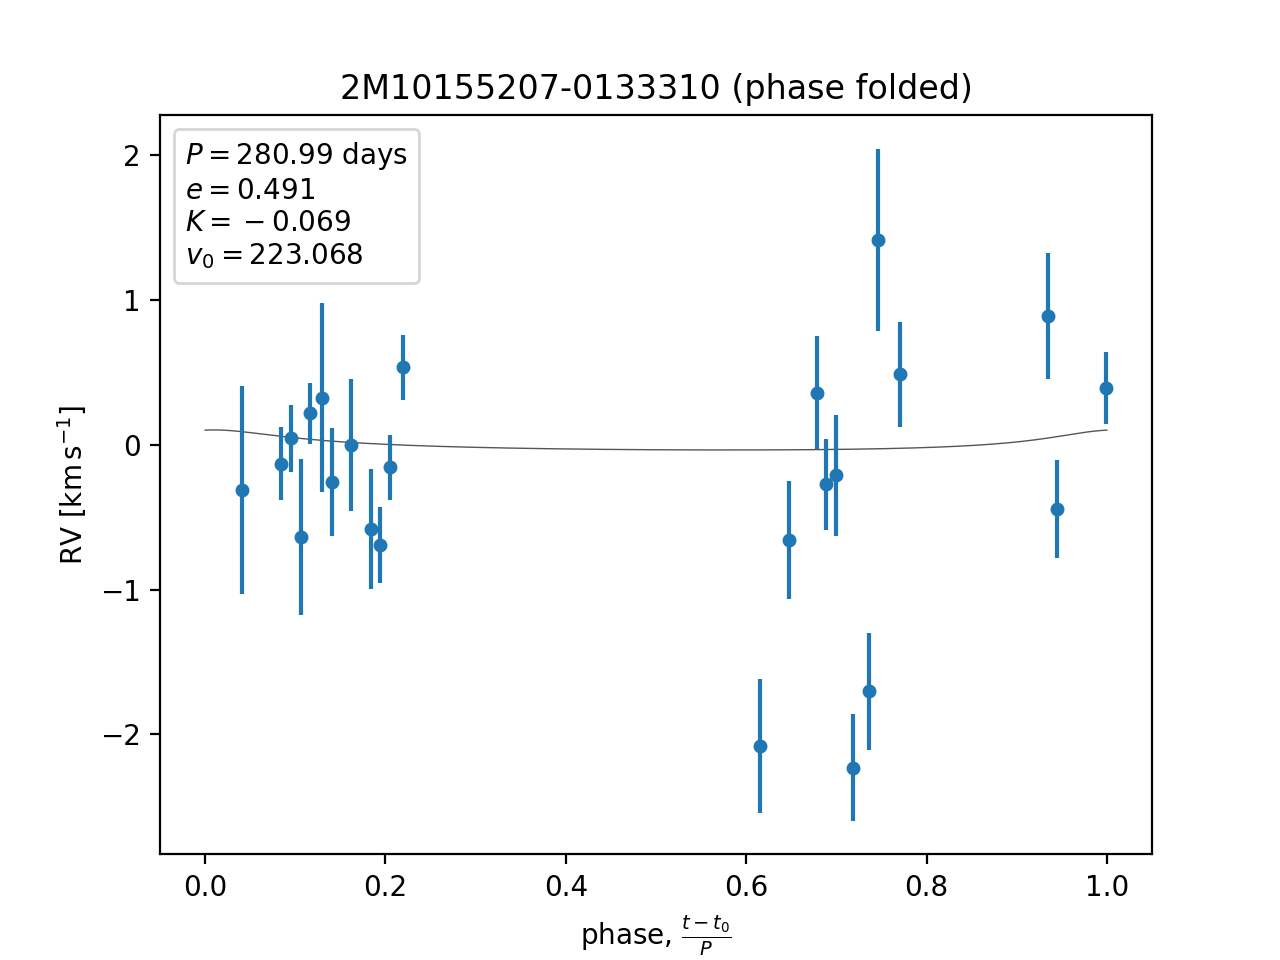 2M10155207-0133310 (phase folded)
P = 280.99 days
e = 0.491
K = −0.069
v₀ = 223.068
2
1
0
−1
−2
RV [km s⁻¹]
0.0 0.2 0.4 0.6 0.8 1.0
phase, (t − t₀)/P